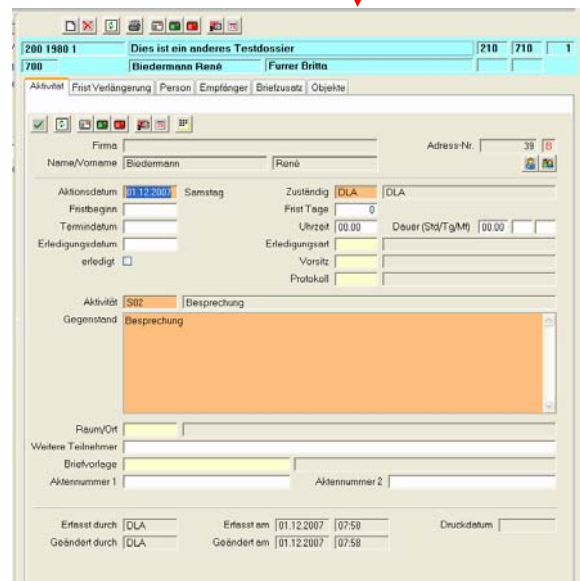 200 1980 1 Dies ist ein anderes Testdossier 210 710 1
700 Biedermann René Furrer Britta
Aktivität Frist Verlängerung Person Empfänger Briefzusatz Objekte
Firma Adress-Nr. 39 B
Name/Vorname Biedermann René
Aktionsdatum 01.12.2007 Samstag Zuständig DLA DLA
Fristbeginn Frist Tage 0
Termindatum Uhrzeit 00.00 Dauer (Std/Tg/Mt) 00.00
Erledigungsdatum Erledigungsart
erledigt Vorsitz
Protokoll
Aktivität S02 Besprechung
Gegenstand Besprechung
Raum/Ort
Weitere Teilnehmer
Briefvorlage
Aktennummer 1 Aktennummer 2
Erfasst durch DLA Erfasst am 01.12.2007 07:58 Druckdatum
Geändert durch DLA Geändert am 01.12.2007 07:58